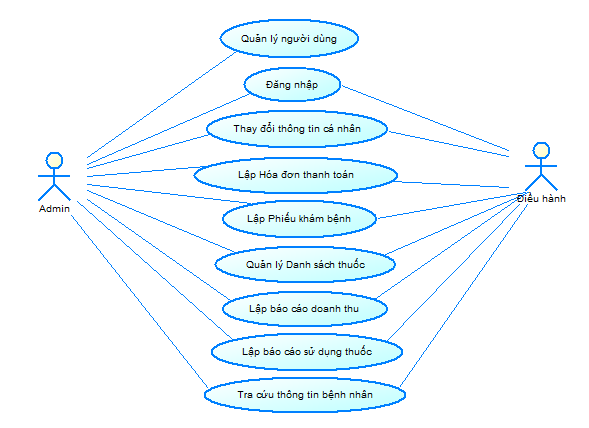 Quản lý người dùng
Đăng nhập
Thay đổi thông tin cá nhân
Lập Hóa đơn thanh toán
Admin
Điều hành
Lập Phiếu khám bệnh
Quản lý Danh sách thuốc
Lập báo cáo doanh thu
Lập báo cáo sử dụng thuốc
Tra cứu thông tin bệnh nhân